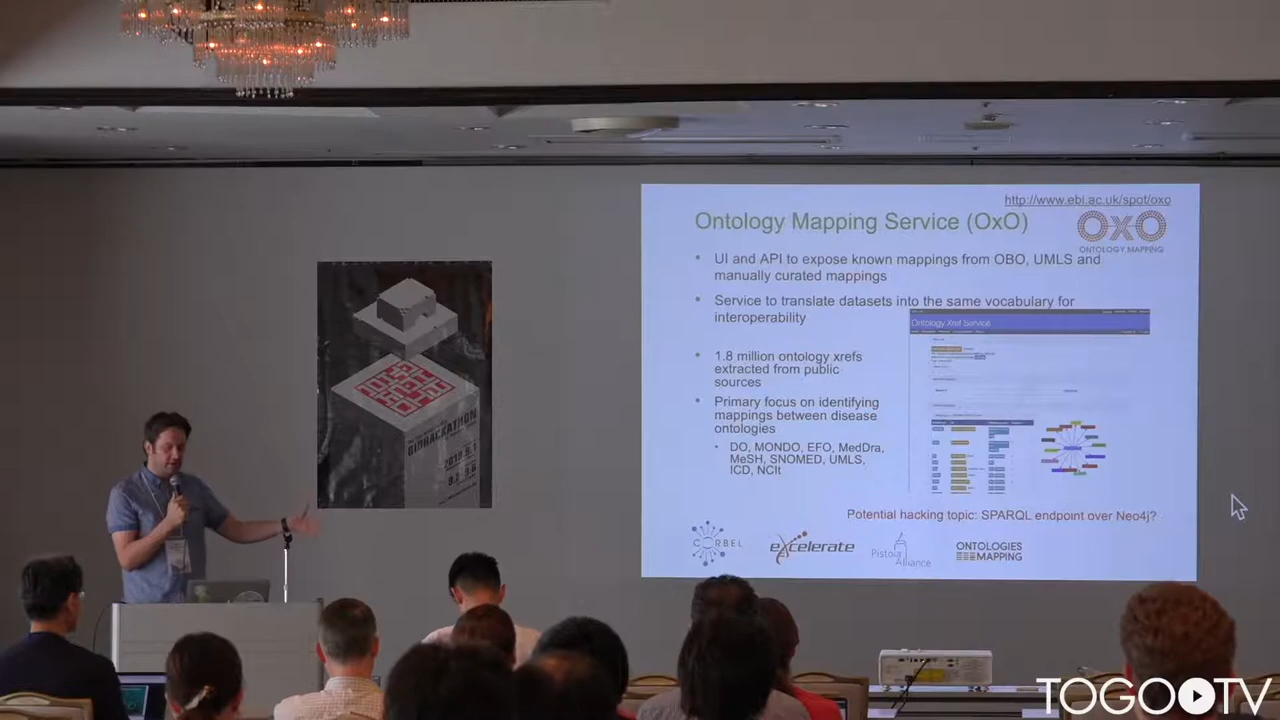 http://www.ebi.ac.uk/spot/oxo
Ontology Mapping Service (OxO)
OxO
ONTOLOGY MAPPING
• UI and API to expose known mappings from OBO, UMLS and
manually curated mappings
• Service to translate datasets into the same vocabulary for
interoperability
Ontology Xref Service
• 1.8 million ontology xrefs
extracted from public
sources
• Primary focus on identifying
mappings between disease
ontologies
• DO, MONDO, EFO, MedDra,
MeSH, SNOMED, UMLS,
ICD, NCIt
Potential hacking topic: SPARQL endpoint over Neo4j?
CORBEL
excelerate
Pistoia
Alliance
ONTOLOGIES
MAPPING
BIOHACKATHON
TOGO TV